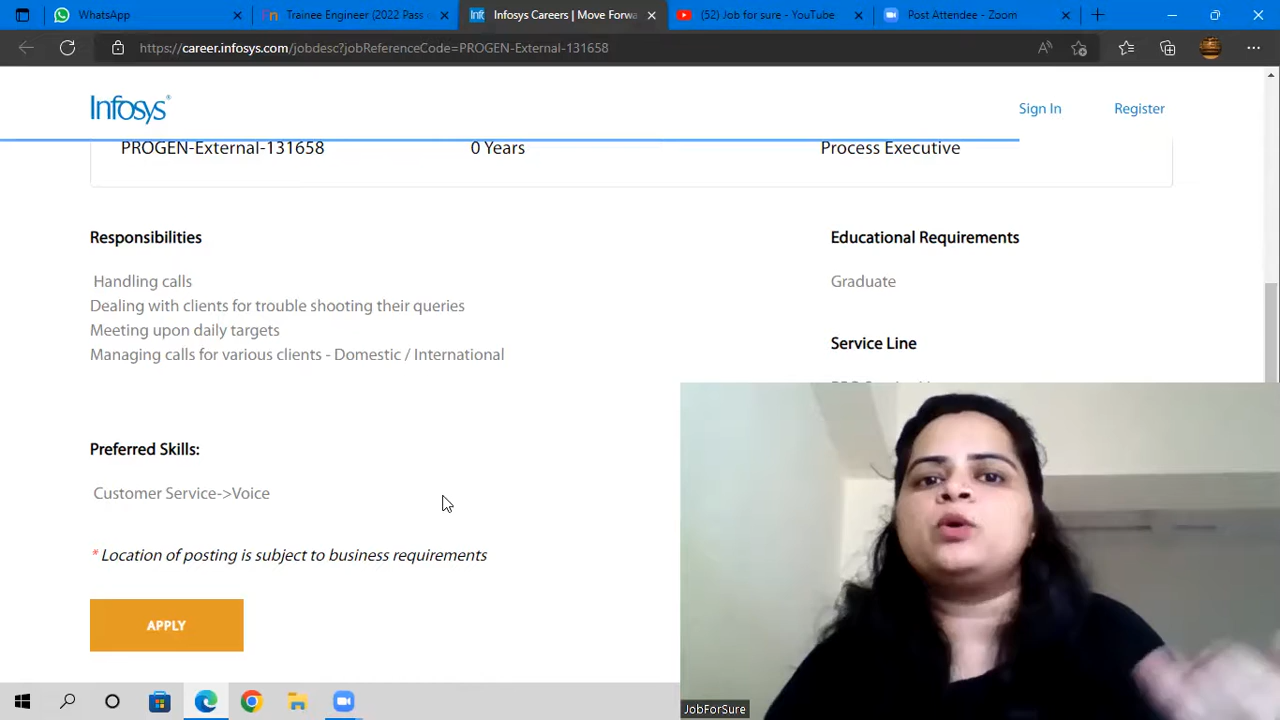 WhatsApp
Trainee Engineer (2022 Pass
Infosys Careers | Move Forwa
(52) Job for sure - YouTube
Post Attendee - Zoom
https://career.infosys.com/jobdesc?jobReferenceCode=PROGEN-External-131658
Infosys®
Sign In
Register
PROGEN-External-131658
0 Years
Process Executive
Responsibilities
Educational Requirements
Handling calls
Graduate
Dealing with clients for trouble shooting their queries
Meeting upon daily targets
Service Line
Managing calls for various clients - Domestic / International
Preferred Skills:
Customer Service->Voice
* Location of posting is subject to business requirements
APPLY
JobForSure